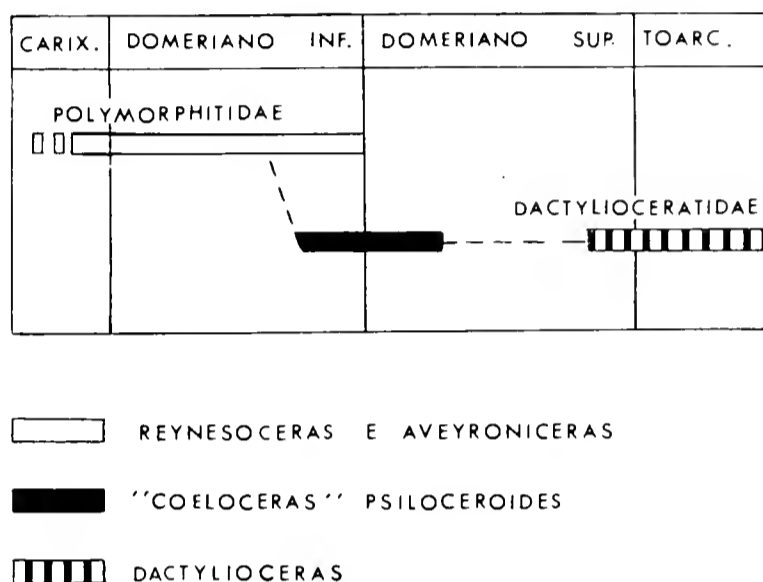 CARIX. DOMERIANO INF. DOMERIANO SUP. TOARC.
POLYMORPHITIDAE
DACTYLIOCERATIDAE
REYNESOCERAS E AVEYRONICERAS
"COELOCERAS" PSILOCEROIDES
DACTYLIOCERAS